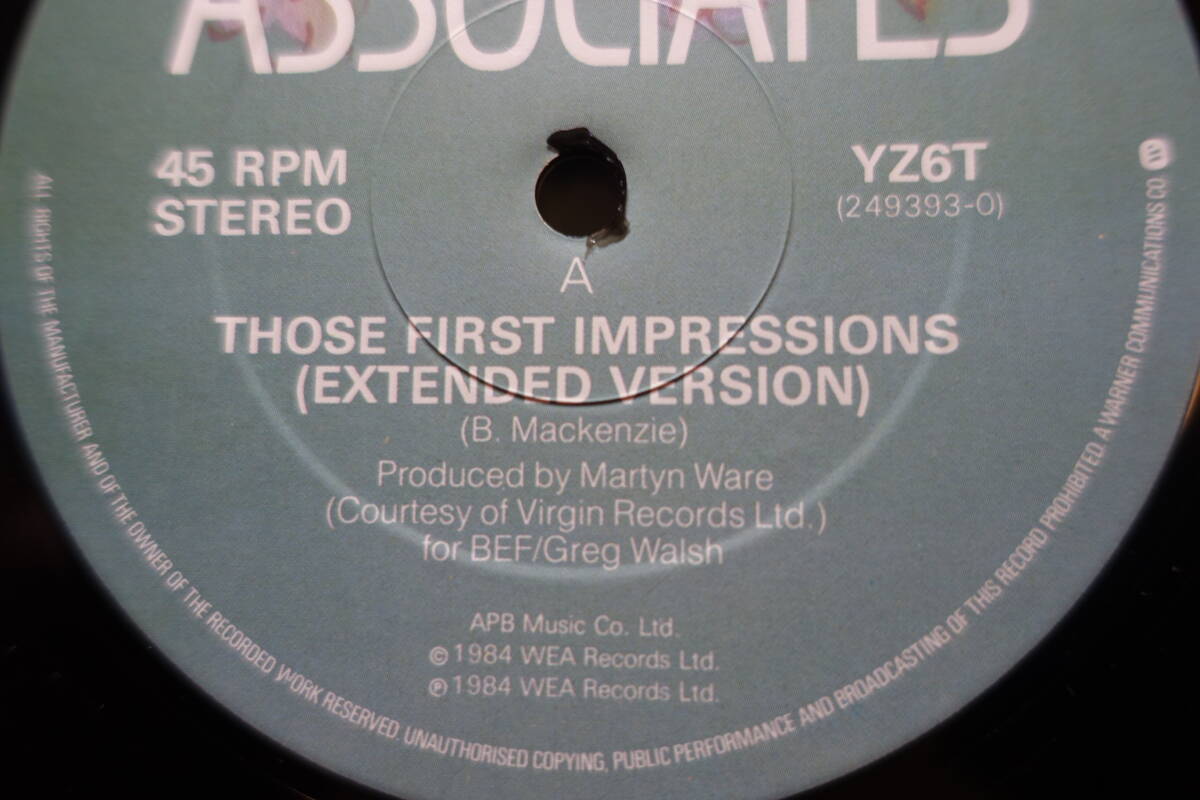 ASSOCIATES
45 RPM
STEREO
YZ6T
(249393-0)
A
THOSE FIRST IMPRESSIONS
(EXTENDED VERSION)
(B. Mackenzie)
Produced by Martyn Ware
(Courtesy of Virgin Records Ltd.)
for BEF/Greg Walsh
APB Music Co. Ltd.
© 1984 WEA Records Ltd.
℗ 1984 WEA Records Ltd.
ALL RIGHTS OF THE MANUFACTURER AND OF THE OWNER OF THE RECORDED WORK RESERVED. UNAUTHORISED COPYING, PUBLIC PERFORMANCE AND BROADCASTING OF THIS RECORD PROHIBITED. A WARNER COMMUNICATIONS CO.